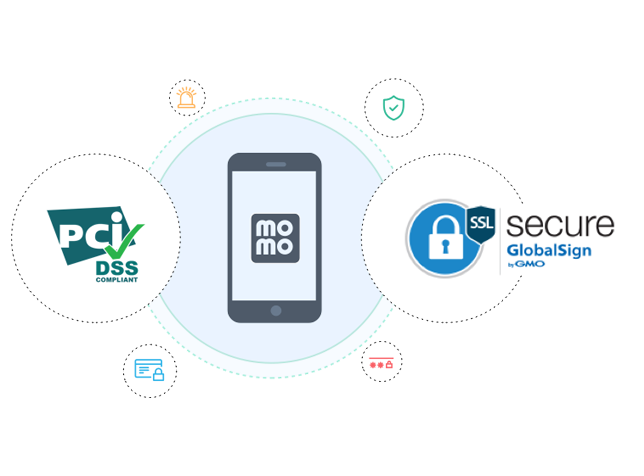 PCi
DSS
COMPLIANT
mo
mo
SSL
secure
GlobalSign
by GMO